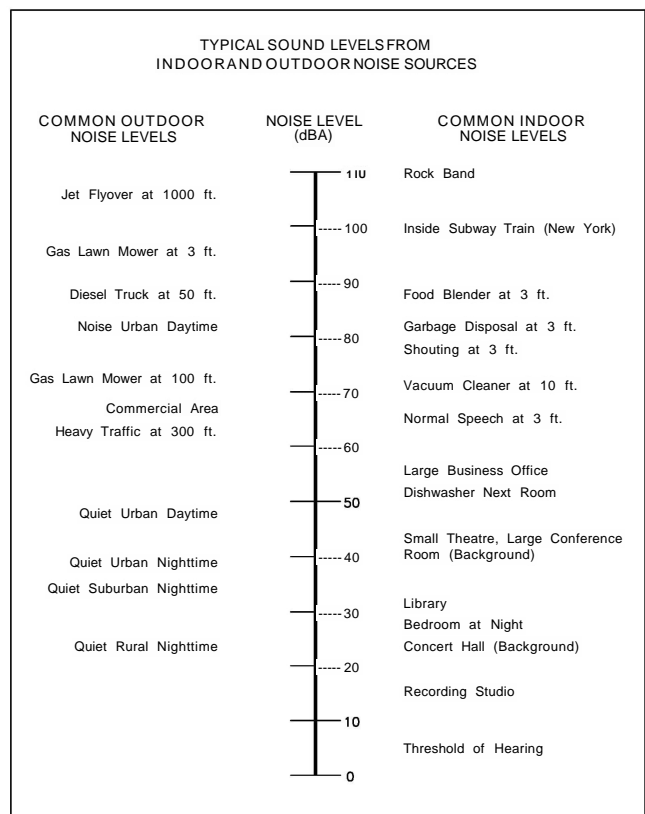 TYPICAL SOUND LEVELS FROM
INDOOR AND OUTDOOR NOISE SOURCES
COMMON OUTDOOR
NOISE LEVELS
NOISE LEVEL
(dBA)
COMMON INDOOR
NOISE LEVELS
110 Rock Band
Jet Flyover at 1000 ft.
100 Inside Subway Train (New York)
Gas Lawn Mower at 3 ft.
90
Diesel Truck at 50 ft. Food Blender at 3 ft.
Noise Urban Daytime Garbage Disposal at 3 ft.
80
Shouting at 3 ft.
Gas Lawn Mower at 100 ft. Vacuum Cleaner at 10 ft.
70
Commercial Area
Normal Speech at 3 ft.
Heavy Traffic at 300 ft.
60
Large Business Office
Dishwasher Next Room
50
Quiet Urban Daytime
Small Theatre, Large Conference
Room (Background)
40
Quiet Urban Nighttime
Quiet Suburban Nighttime
Library
30
Bedroom at Night
Quiet Rural Nighttime Concert Hall (Background)
20
Recording Studio
10
Threshold of Hearing
0